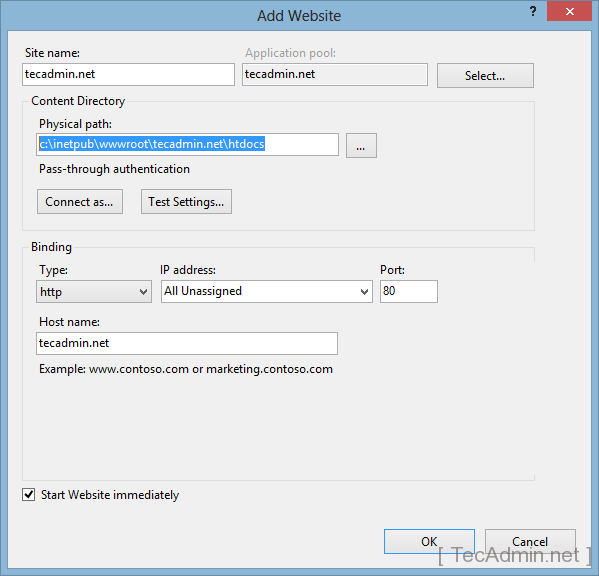 Add Website
?
Site name:
Application pool:
tecadmin.net
tecadmin.net
Select...
Content Directory
Physical path:
c:\inetpub\wwwroot\tecadmin.net\htdocs
...
Pass-through authentication
Connect as...
Test Settings...
Binding
Type:
IP address:
Port:
http
All Unassigned
80
Host name:
tecadmin.net
Example: www.contoso.com or marketing.contoso.com
Start Website immediately
OK
Cancel
[ TecAdmin.net ]